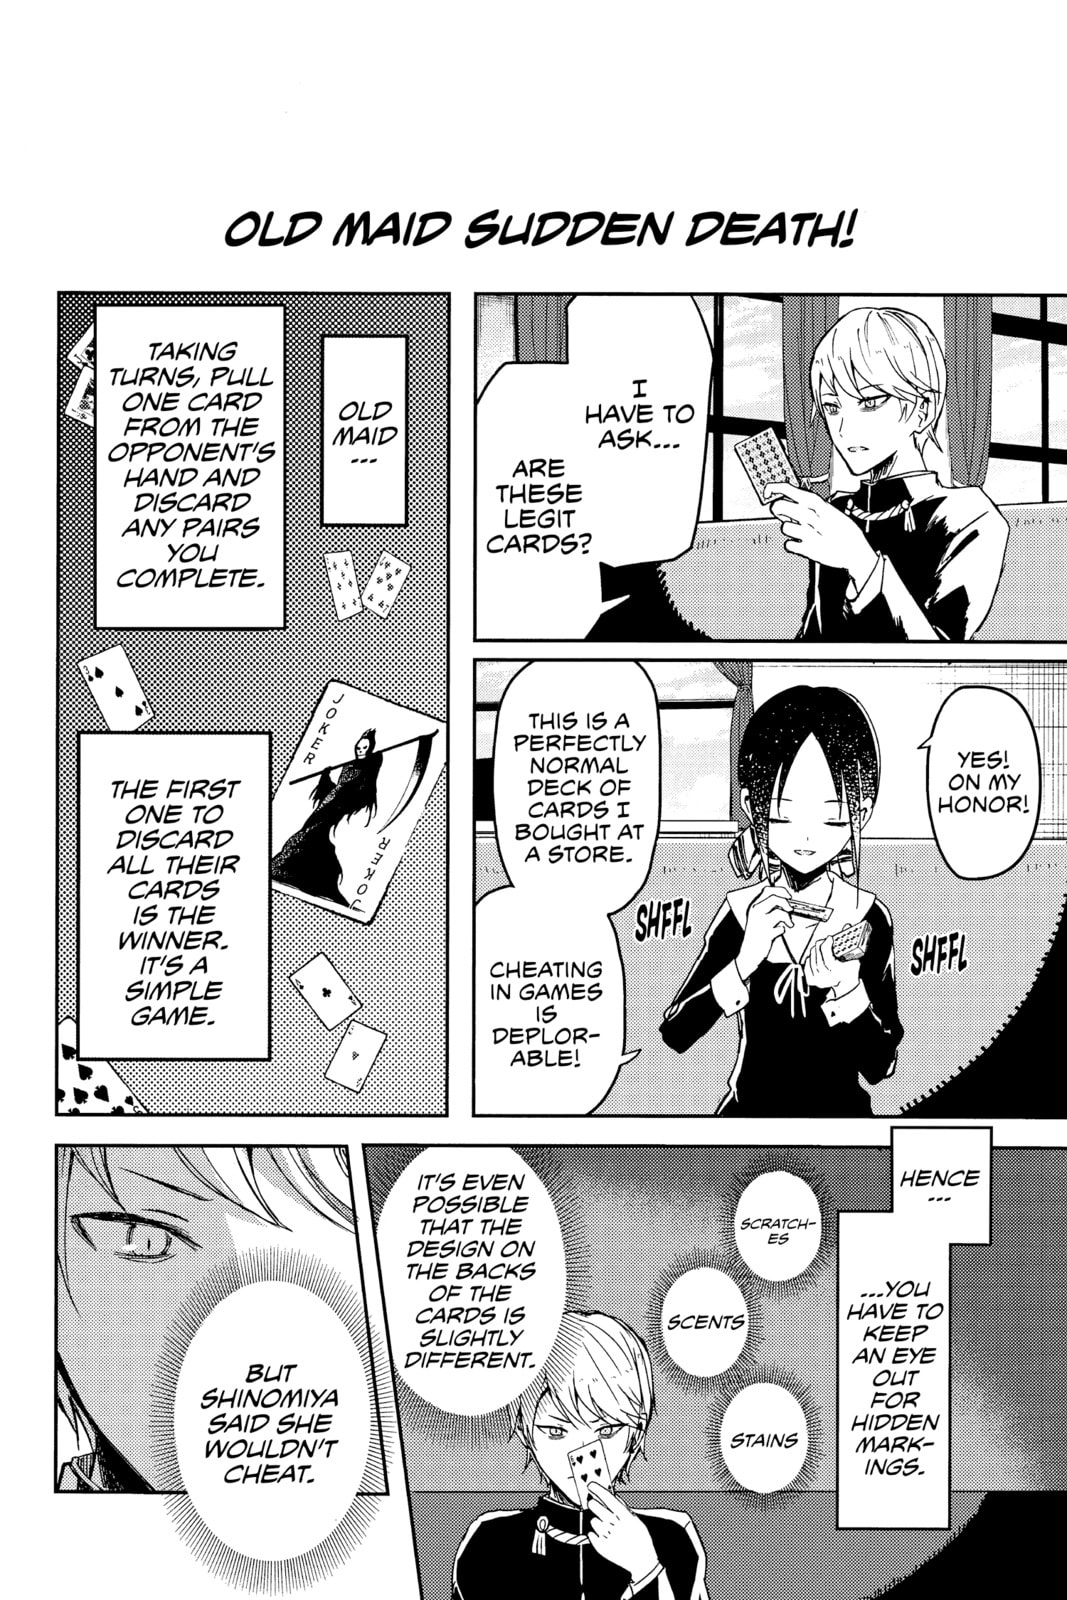 OLD MAID SUDDEN DEATH!
I
HAVE TO
ASK...
ARE
THESE
LEGIT
CARDS?
YES!
ON MY
HONOR!
THIS IS A
PERFECTLY
NORMAL
DECK OF
CARDS I
BOUGHT AT
A STORE.
SHFFL
SHFFL
CHEATING
IN GAMES
IS
DEPLOR-
ABLE!
OLD
MAID
...
TAKING
TURNS, PULL
ONE CARD
FROM THE
OPPONENT'S
HAND AND
DISCARD
ANY PAIRS
YOU
COMPLETE.
JOKER
JOKER
3
THE FIRST
ONE TO
DISCARD
ALL THEIR
CARDS
IS THE
WINNER.
IT'S A
SIMPLE
GAME.
HENCE
...
...YOU
HAVE TO
KEEP
AN EYE
OUT
FOR
HIDDEN
MARK-
INGS.
SCRATCH-
ES
SCENTS
STAINS
IT'S EVEN
POSSIBLE
THAT THE
DESIGN ON
THE BACKS
OF THE
CARDS IS
SLIGHTLY
DIFFERENT.
BUT
SHINOMIYA
SAID SHE
WOULDN'T
CHEAT.